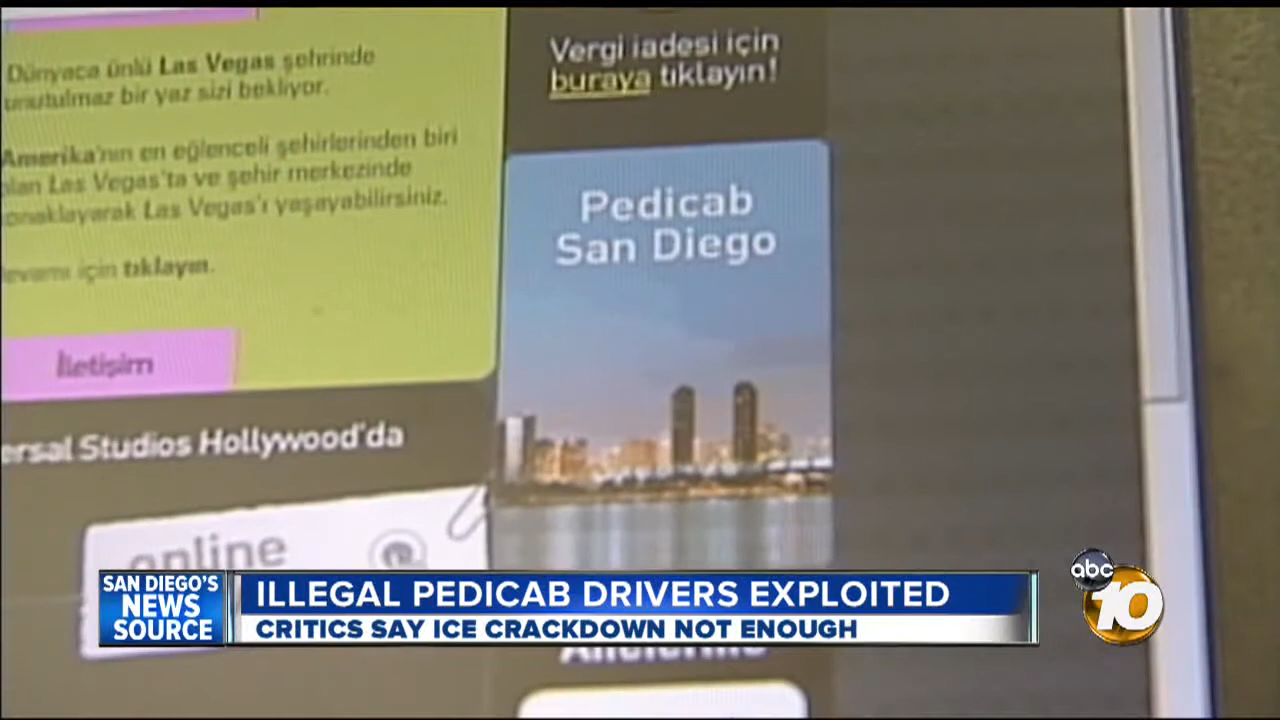 Dünyaca ünlü Las Vegas şehrinde
unutulmaz bir yaz sizi bekliyor.
Amerika'nın en eğlenceli şehirlerinden biri
olan Las Vegas'ta ve şehir merkezinde
konaklayarak Las Vegas'ı yaşayabilirsiniz.
devamı için tıklayın.
İletişim
ersal Studios Hollywood'da
online
@
Vergi iadesi için
buraya tıklayın!
Pedicab
San Diego
SAN DIEGO'S
NEWS
SOURCE
ILLEGAL PEDICAB DRIVERS EXPLOITED
CRITICS SAY ICE CRACKDOWN NOT ENOUGH
abc
10